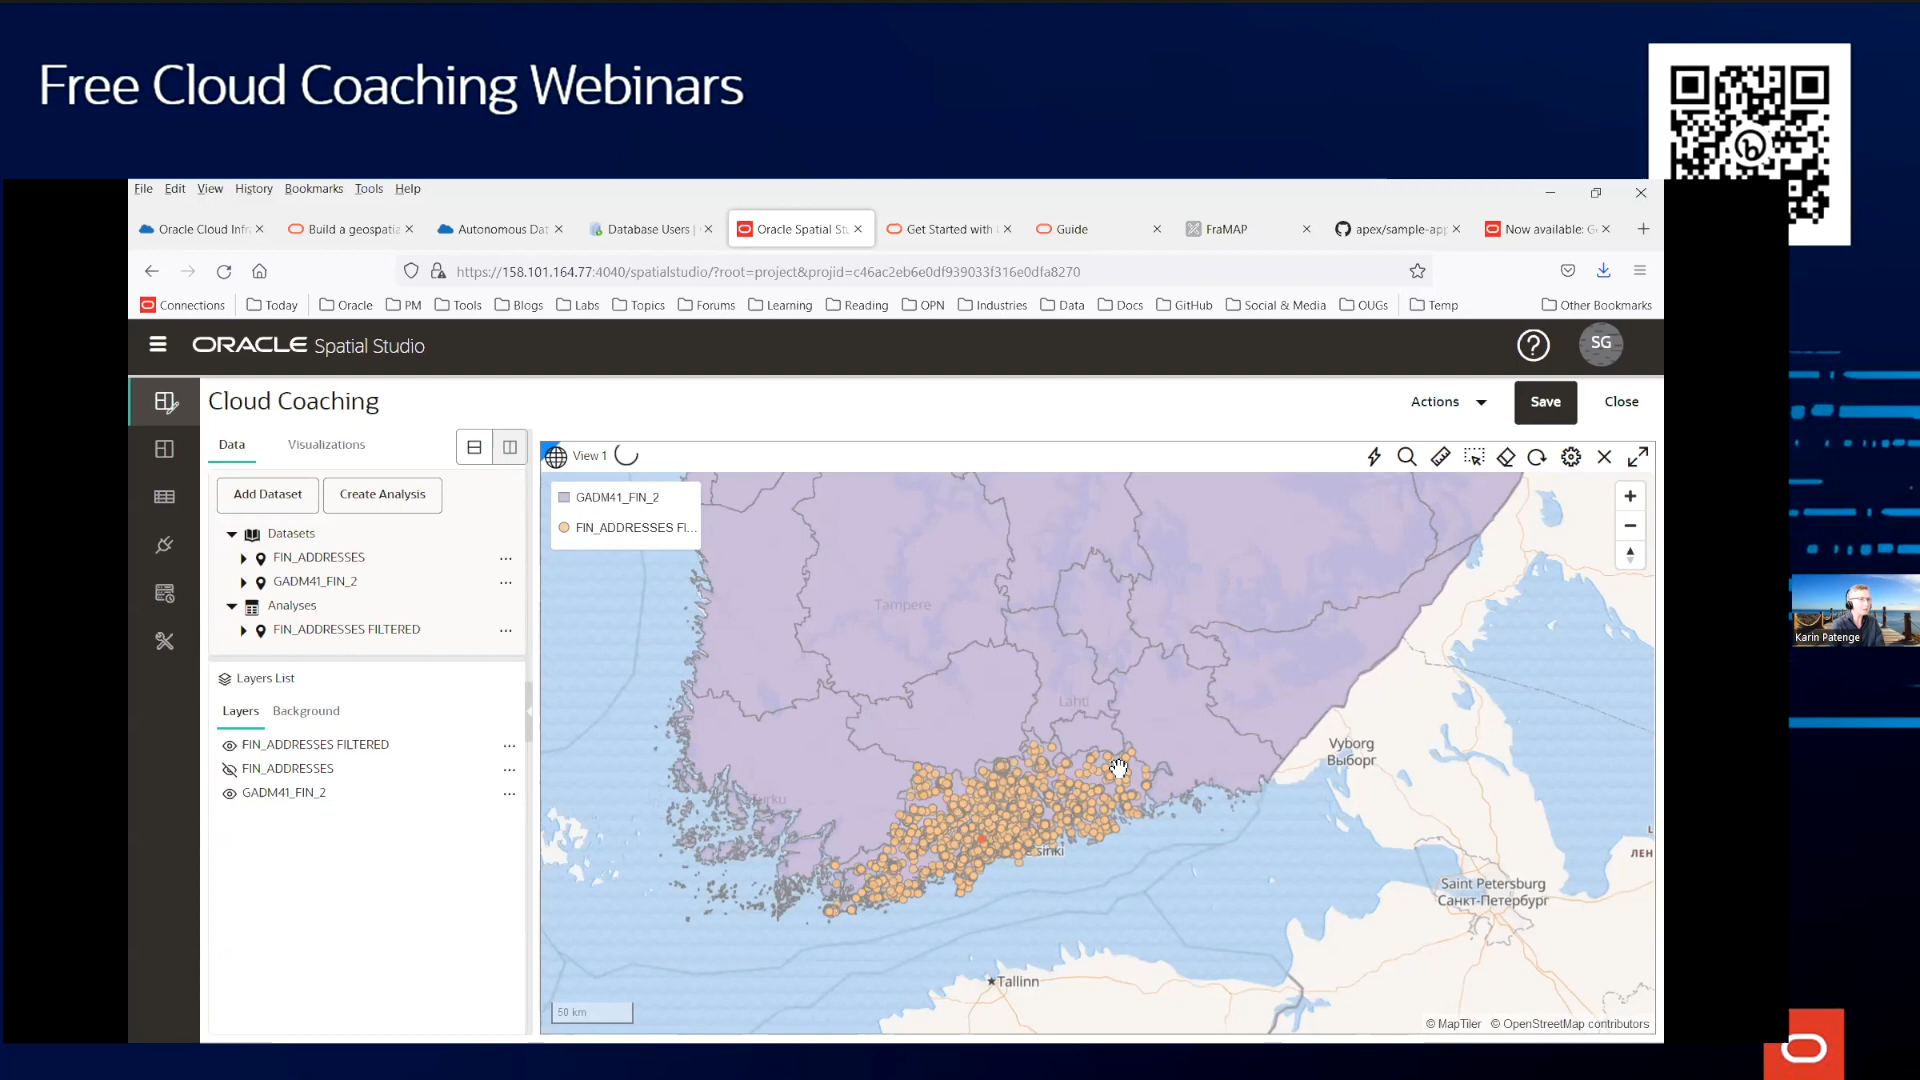 Free Cloud Coaching Webinars
File Edit View History Bookmarks Tools Help
Oracle Cloud Infr
Build a geospatia
Autonomous Dat
Database Users |
Oracle Spatial Stu
Get Started with
Guide
FraMAP
apex/sample-app
Now available: G
https://158.101.164.77:4040/spatialstudio/?root=project&projid=c46ac2eb6e0df939033f316e0dfa8270
Connections Today Oracle PM Tools Blogs Labs Topics Forums Learning Reading OPN Industries Data Docs GitHub Social & Media OUGs Temp Other Bookmarks
ORACLE Spatial Studio
SG
Cloud Coaching
Actions Save Close
Data Visualizations
View 1
Add Dataset Create Analysis
Datasets
FIN_ADDRESSES
GADM41_FIN_2
Analyses
FIN_ADDRESSES FILTERED
Layers List
Layers Background
FIN_ADDRESSES FILTERED
FIN_ADDRESSES
GADM41_FIN_2
GADM41_FIN_2
FIN_ADDRESSES FI...
Tampere
Lahti
Vyborg
Выборг
sinki
ЛЕН
Saint Petersburg
Санкт-Петербург
Tallinn
50 km
© MapTiler © OpenStreetMap contributors
Karin Patenge